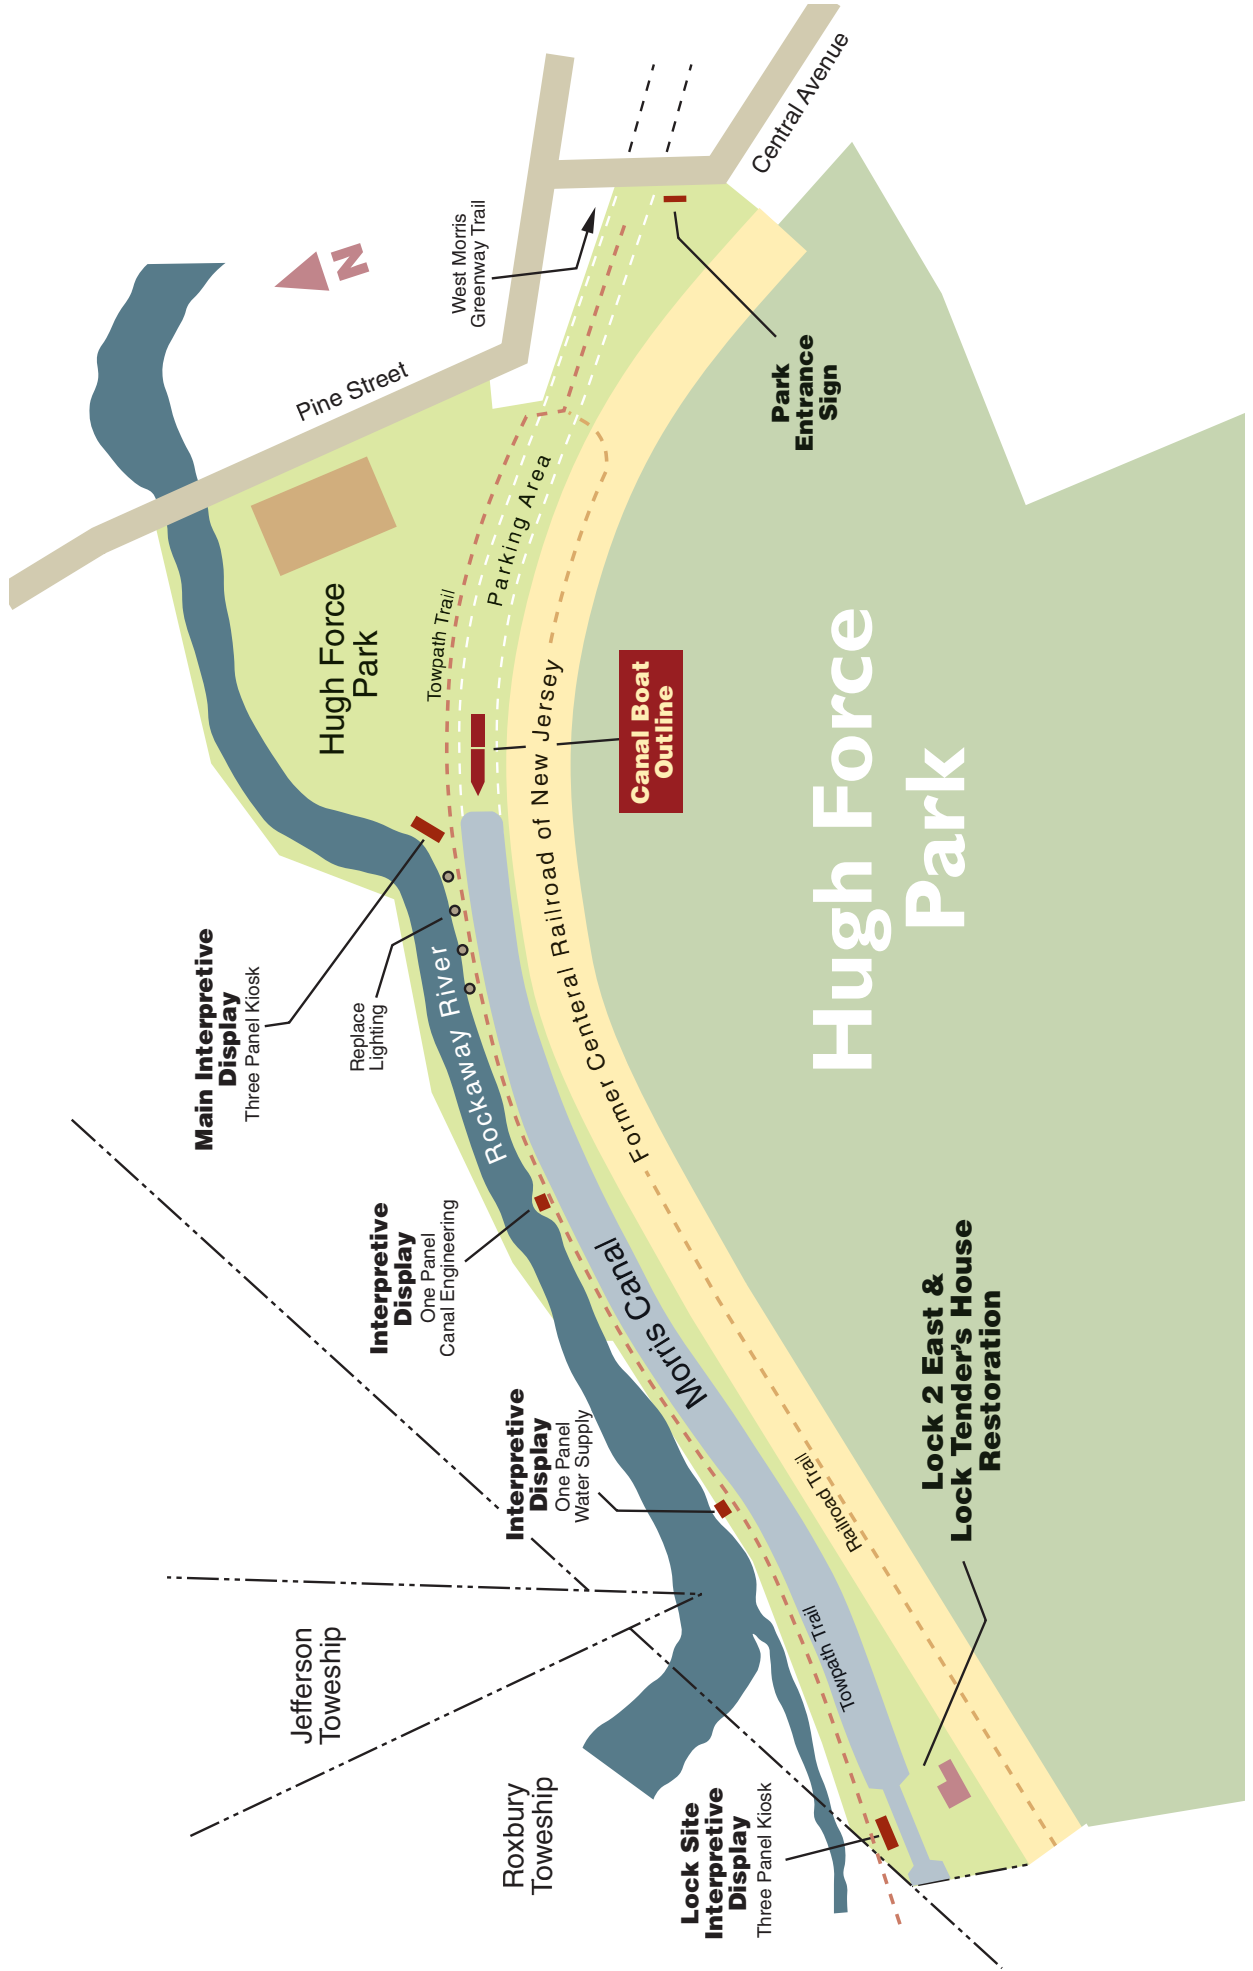 Central Avenue
West Morris
Greenway Trail
N
Pine Street
Park
Entrance
Sign
Parking Area
Towpath Trail
Hugh Force
Park
Canal Boat
Outline
Former Centeral Railroad of New Jersey
Hugh Force
Park
Main Interpretive
Display
Three Panel Kiosk
Replace
Lighting
Rockaway River
Interpretive
Display
One Panel
Canal Engineering
Morris Canal
Interpretive
Display
One Panel
Water Supply
Railroad Trail
Lock 2 East &
Lock Tender's House
Restoration
Towpath Trail
Jefferson
Toweship
Roxbury
Toweship
Lock Site
Interpretive
Display
Three Panel Kiosk